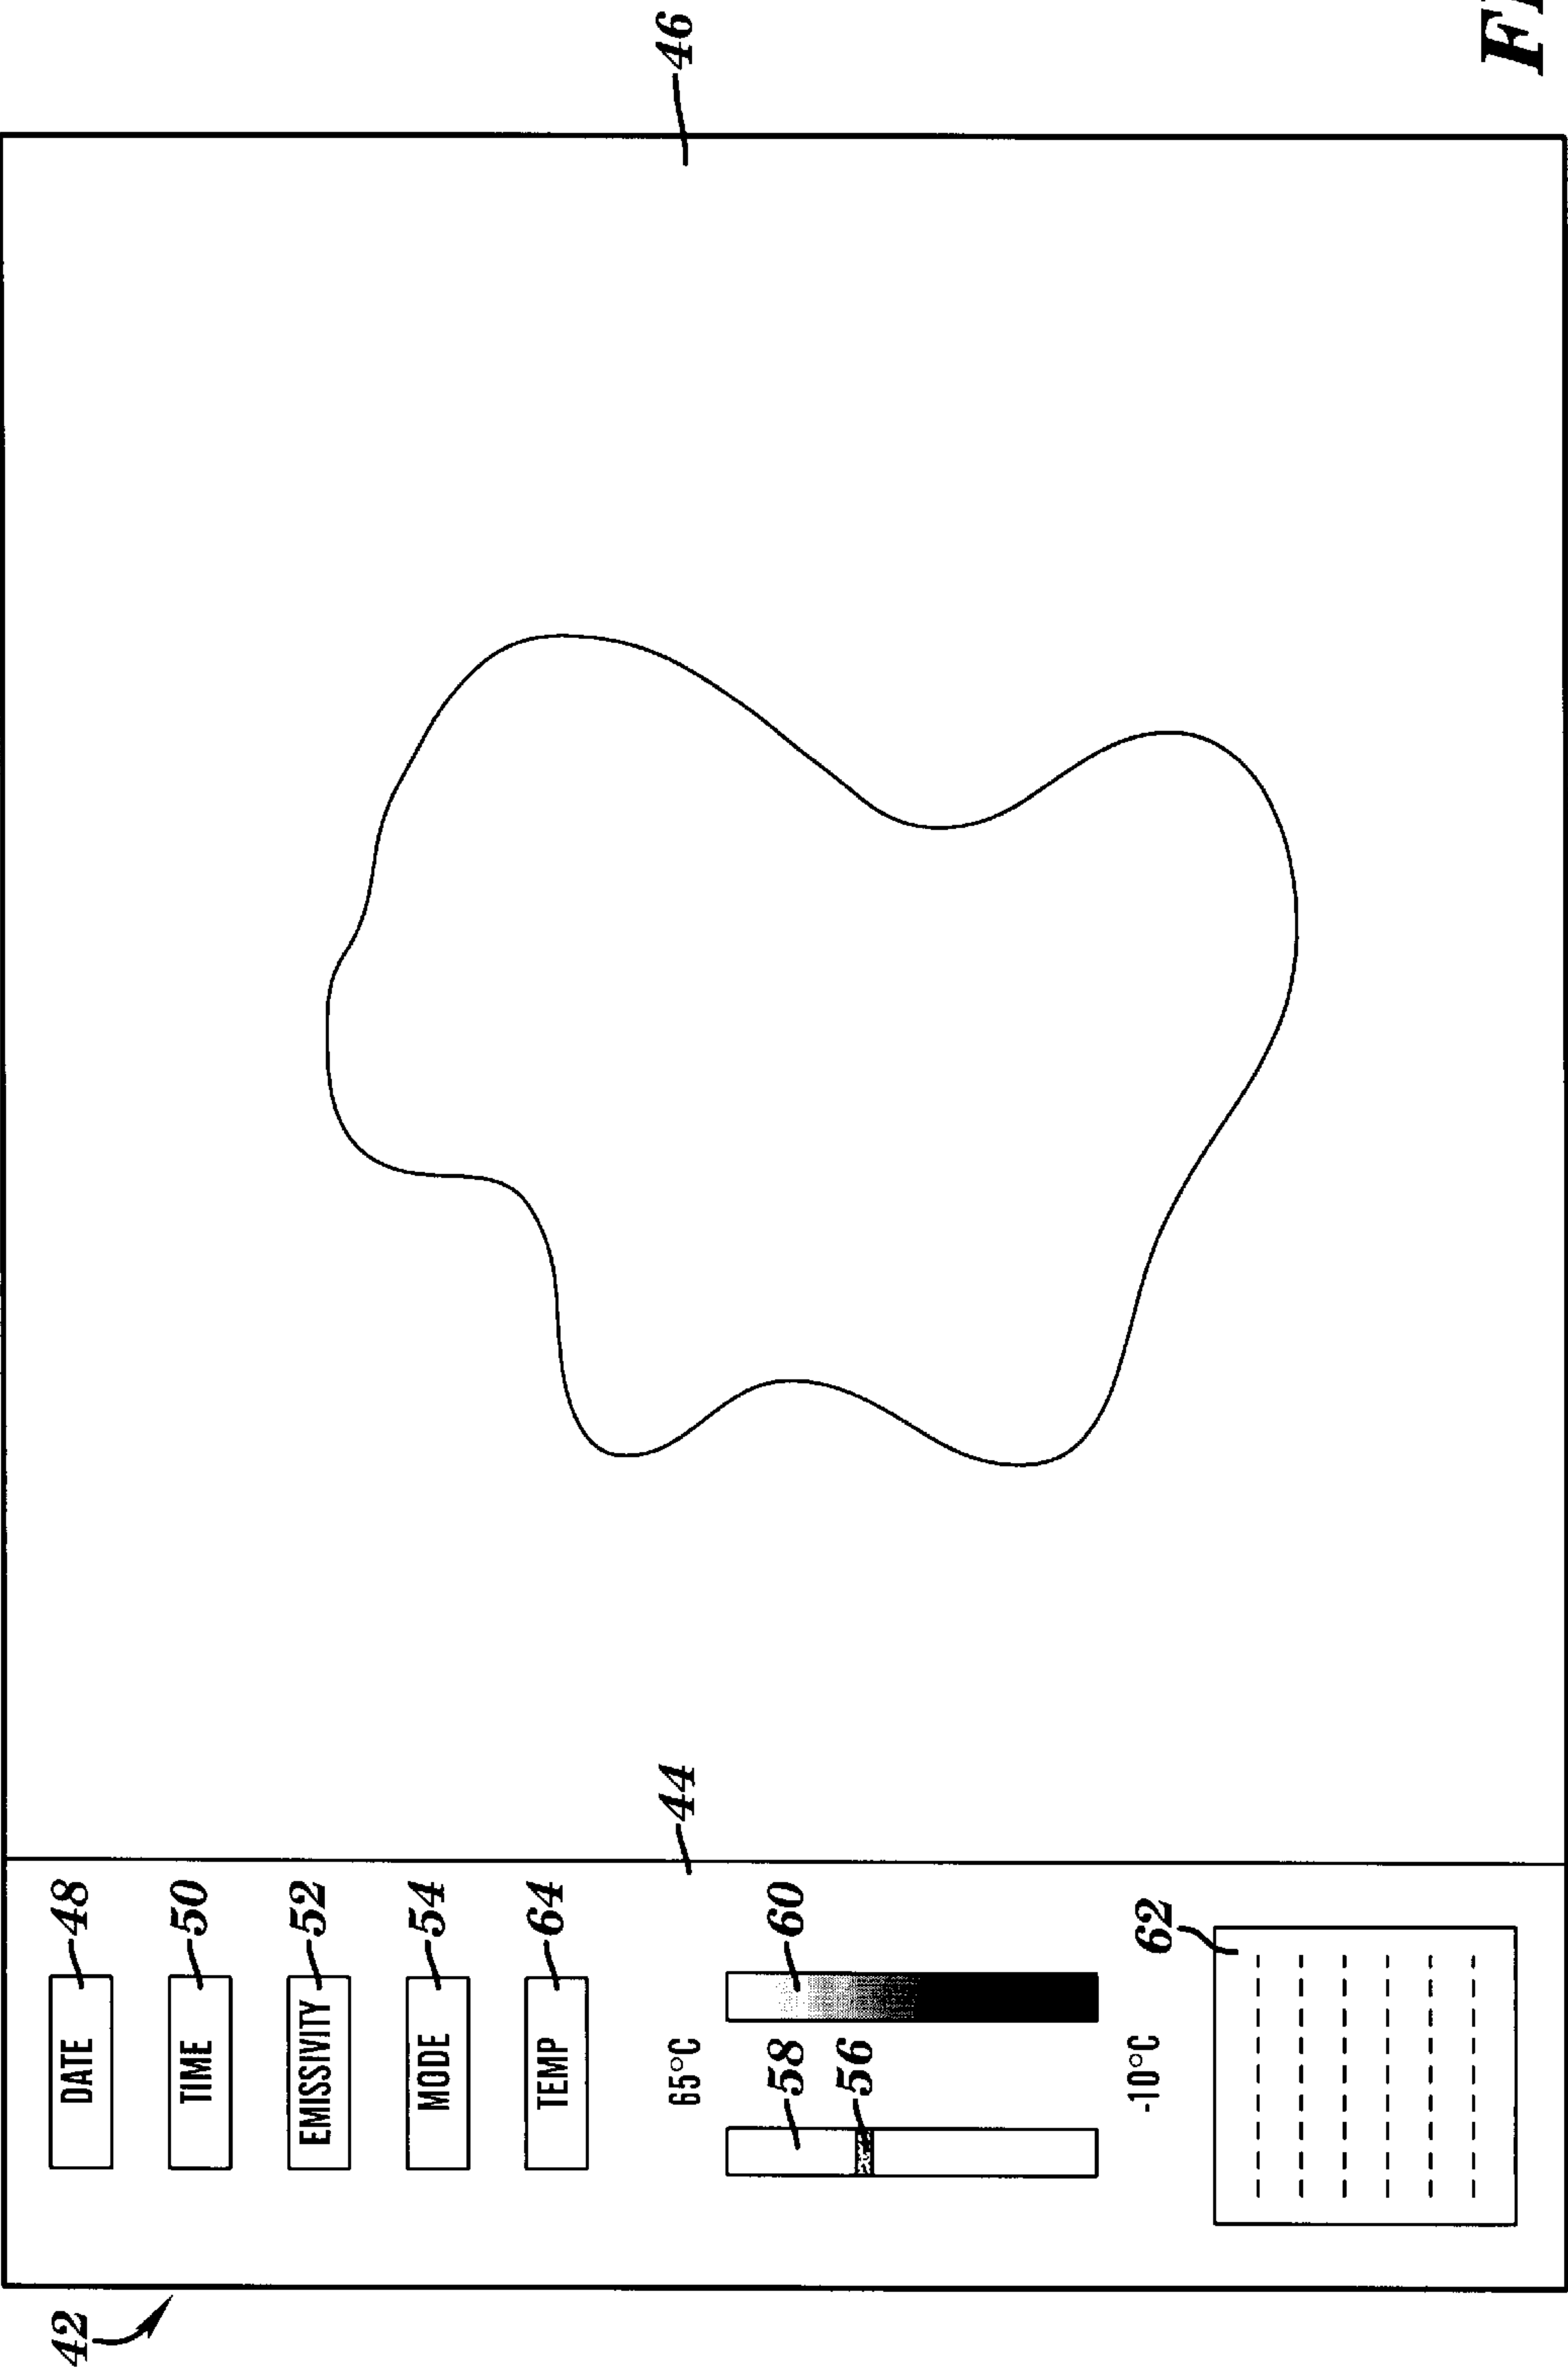 42
DATE 48
TIME 50
EMISSIVITY 52
MODE 54
TEMP 64
65°C
44
46
58
60
56
-10°C
62